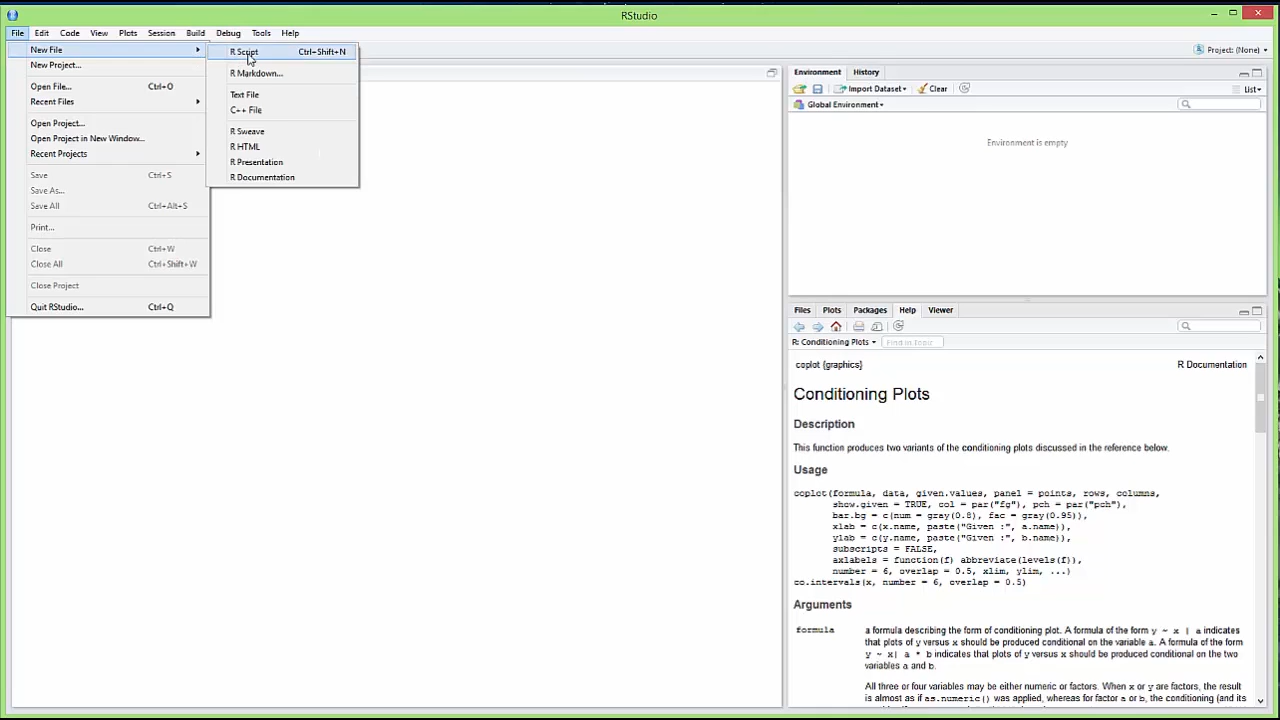 RStudio
File Edit Code View Plots Session Build Debug Tools Help
New File
New Project...
Open File... Ctrl+O
Recent Files
Open Project...
Open Project in New Window...
Recent Projects
Save Ctrl+S
Save As...
Save All Ctrl+Alt+S
Print...
Close Ctrl+W
Close All Ctrl+Shift+W
Close Project
Quit RStudio... Ctrl+Q
R Script Ctrl+Shift+N
R Markdown...
Text File
C++ File
R Sweave
R HTML
R Presentation
R Documentation
Project: (None)
Environment History
Import Dataset Clear List
Global Environment
Environment is empty
Files Plots Packages Help Viewer
R: Conditioning Plots Find in Topic
coplot {graphics} R Documentation
Conditioning Plots
Description
This function produces two variants of the conditioning plots discussed in the reference below.
Usage
coplot(formula, data, given.values, panel = points, rows, columns,
show.given = TRUE, col = par("fg"), pch = par("pch"),
bar.bg = c(num = gray(0.8), fac = gray(0.95)),
xlab = c(x.name, paste("Given :", a.name)),
ylab = c(y.name, paste("Given :", b.name)),
subscripts = FALSE,
axlabels = function(f) abbreviate(levels(f)),
number = 6, overlap = 0.5, xlim, ylim, ...)
co.intervals(x, number = 6, overlap = 0.5)
Arguments
formula a formula describing the form of conditioning plot. A formula of the form y ~ x | a indicates
that plots of y versus x should be produced conditional on the variable a. A formula of the form
y ~ x| a * b indicates that plots of y versus x should be produced conditional on the two
variables a and b.
All three or four variables may be either numeric or factors. When x or y are factors, the result
is almost as if as.numeric() was applied, whereas for factor a or b, the conditioning (and its